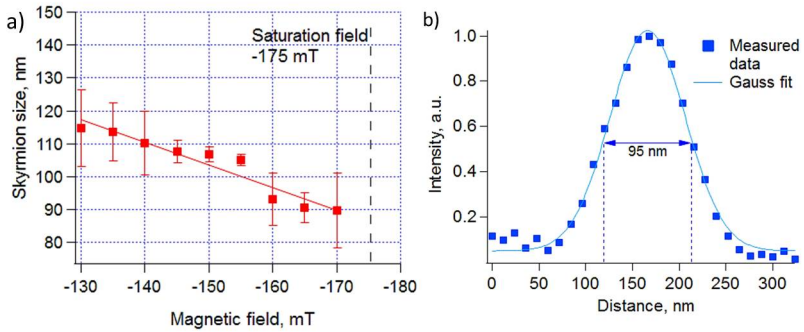 a)
Skyrmion size, nm
150
140
130
120
110
100
90
80
Saturation field
-175 mT
-130
-140
-150
-160
-170
-180
Magnetic field, mT
b)
Intensity, a.u.
1.0
0.8
0.6
0.4
0.2
Measured
data
Gauss fit
95 nm
0
50
100
150
200
250
300
Distance, nm